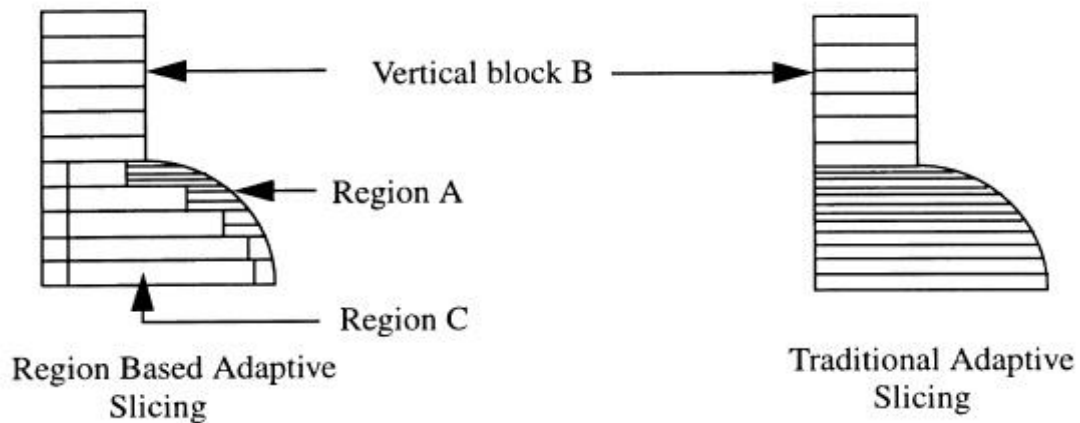 Vertical block B
Region A
Region C
Region Based Adaptive
Slicing
Traditional Adaptive
Slicing